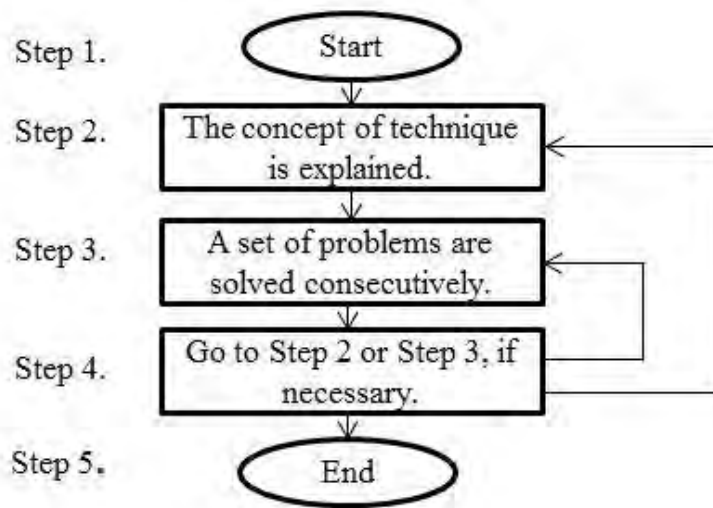 Step 1.
Start
Step 2.
The concept of technique
is explained.
Step 3.
A set of problems are
solved consecutively.
Step 4.
Go to Step 2 or Step 3, if
necessary.
Step 5.
End